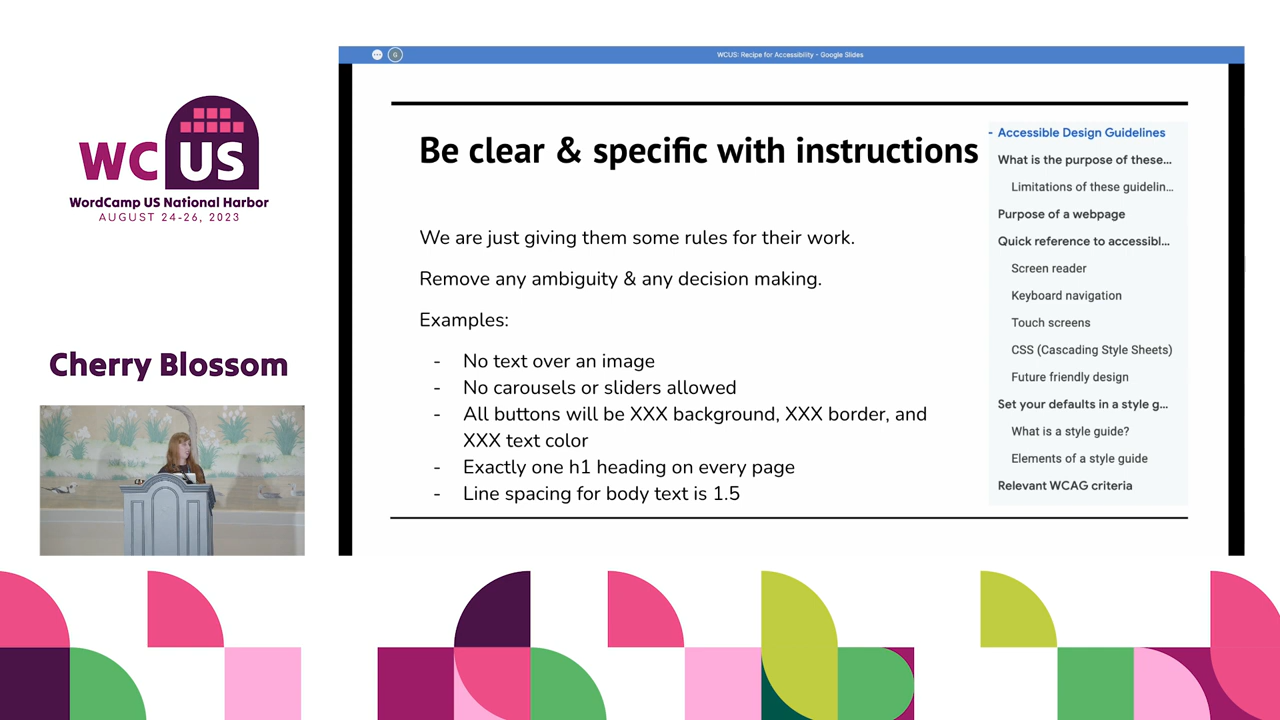 WC US
WordCamp US National Harbor
AUGUST 24-26, 2023
Cherry Blossom
G
WCUS: Recipe for Accessibility - Google Slides
Be clear & specific with instructions
We are just giving them some rules for their work.
Remove any ambiguity & any decision making.
Examples:
- No text over an image
- No carousels or sliders allowed
- All buttons will be XXX background, XXX border, and
XXX text color
- Exactly one h1 heading on every page
- Line spacing for body text is 1.5
- Accessible Design Guidelines
What is the purpose of these...
Limitations of these guidelin...
Purpose of a webpage
Quick reference to accessibl...
Screen reader
Keyboard navigation
Touch screens
CSS (Cascading Style Sheets)
Future friendly design
Set your defaults in a style g...
What is a style guide?
Elements of a style guide
Relevant WCAG criteria